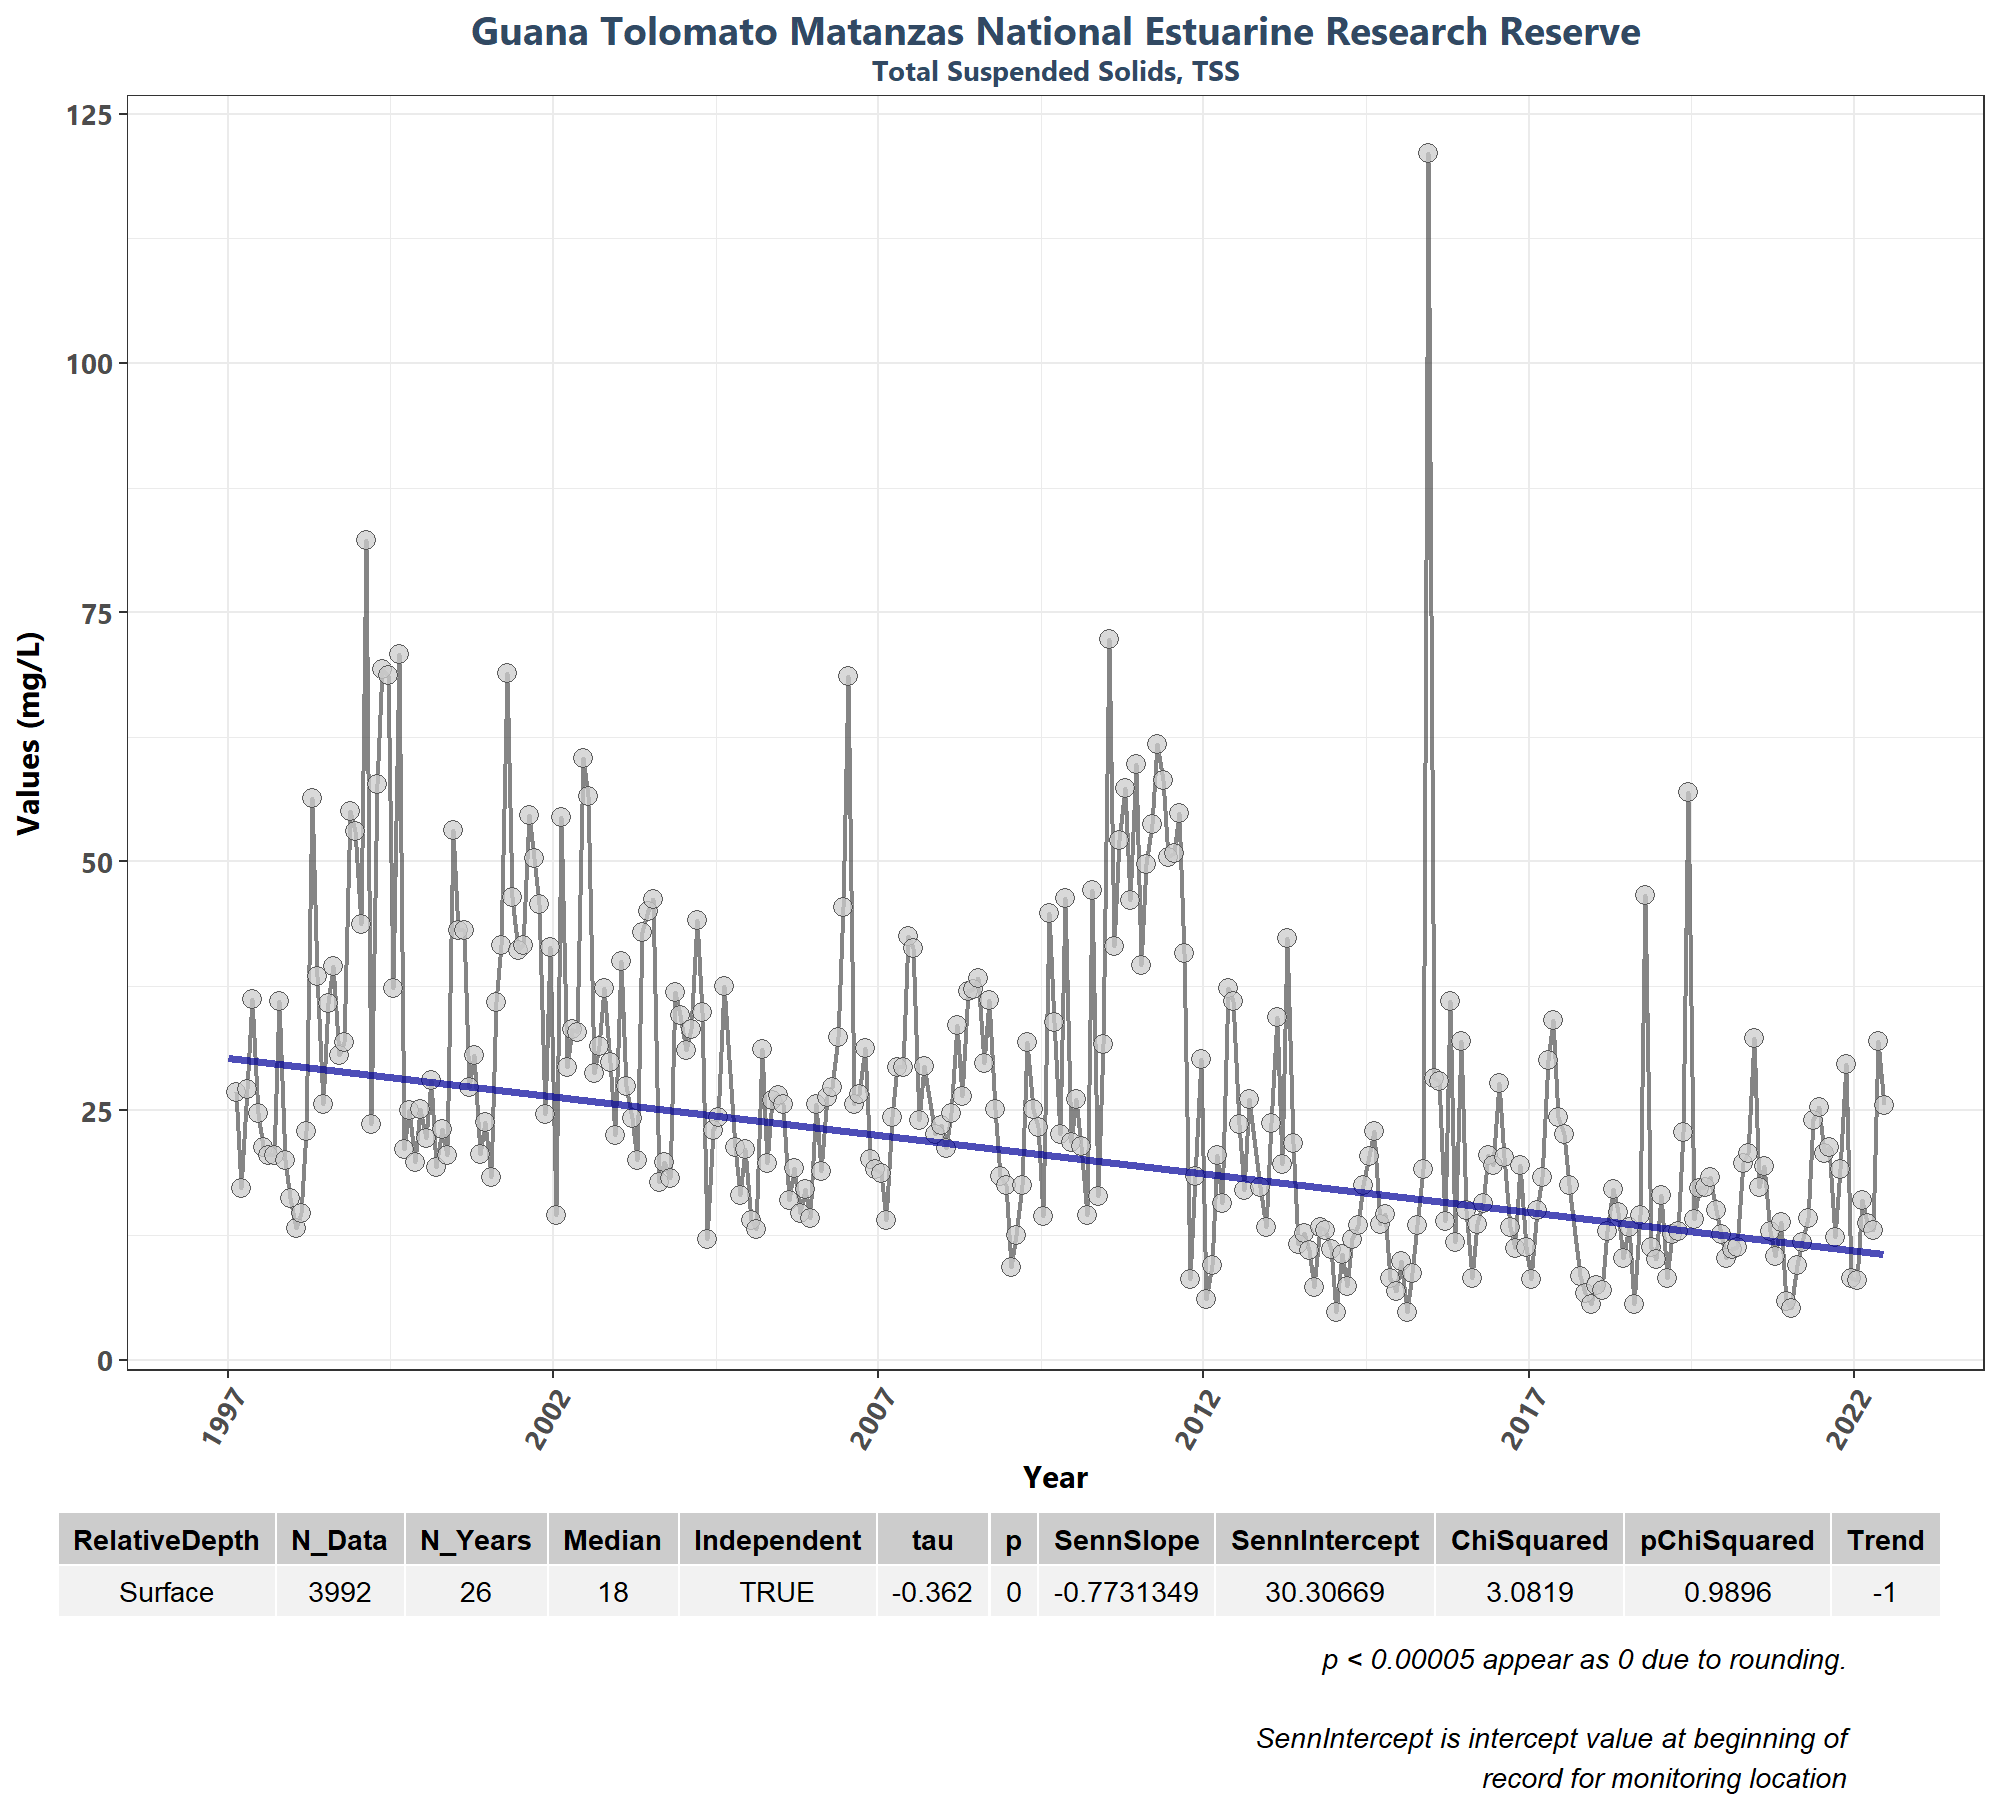 Guana Tolomato Matanzas National Estuarine Research Reserve
Total Suspended Solids, TSS
Values (mg/L)
125
100
75
50
25
0
1997
2002
2007
2012
2017
2022
Year
RelativeDepth N_Data N_Years Median Independent tau p SennSlope SennIntercept ChiSquared pChiSquared Trend
Surface 3992 26 18 TRUE -0.362 0 -0.7731349 30.30669 3.0819 0.9896 -1
p < 0.00005 appear as 0 due to rounding.
SennIntercept is intercept value at beginning of
record for monitoring location